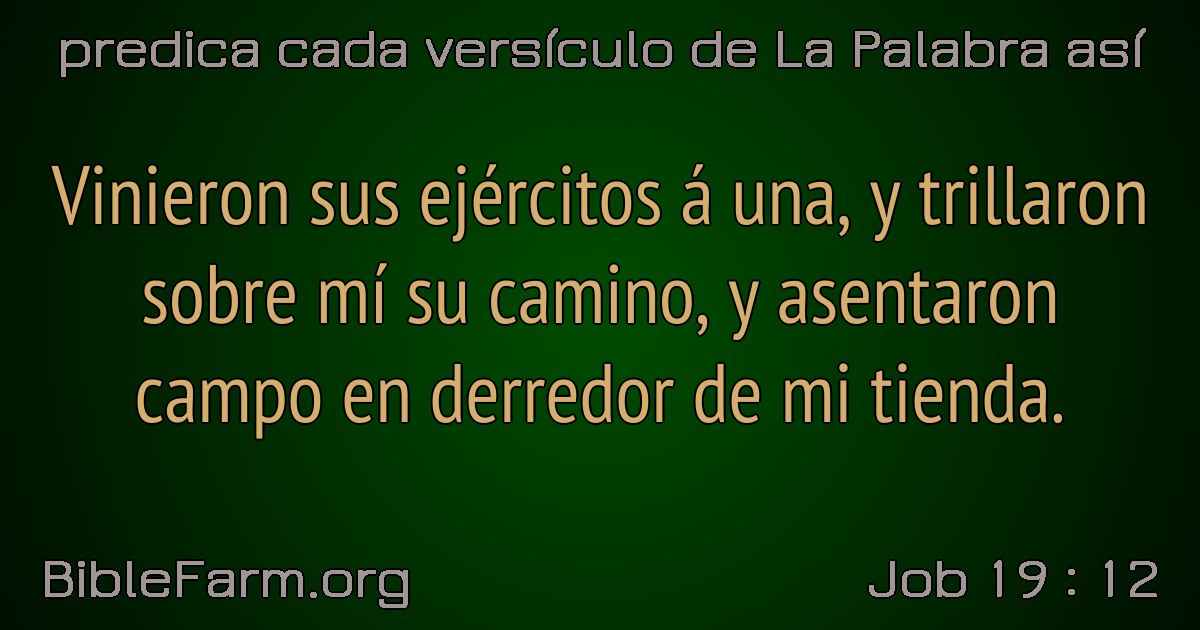 predica cada versículo de La Palabra así
Vinieron sus ejércitos á una, y trillaron
sobre mí su camino, y asentaron
campo en derredor de mi tienda.
BibleFarm.org
Job 19 : 12